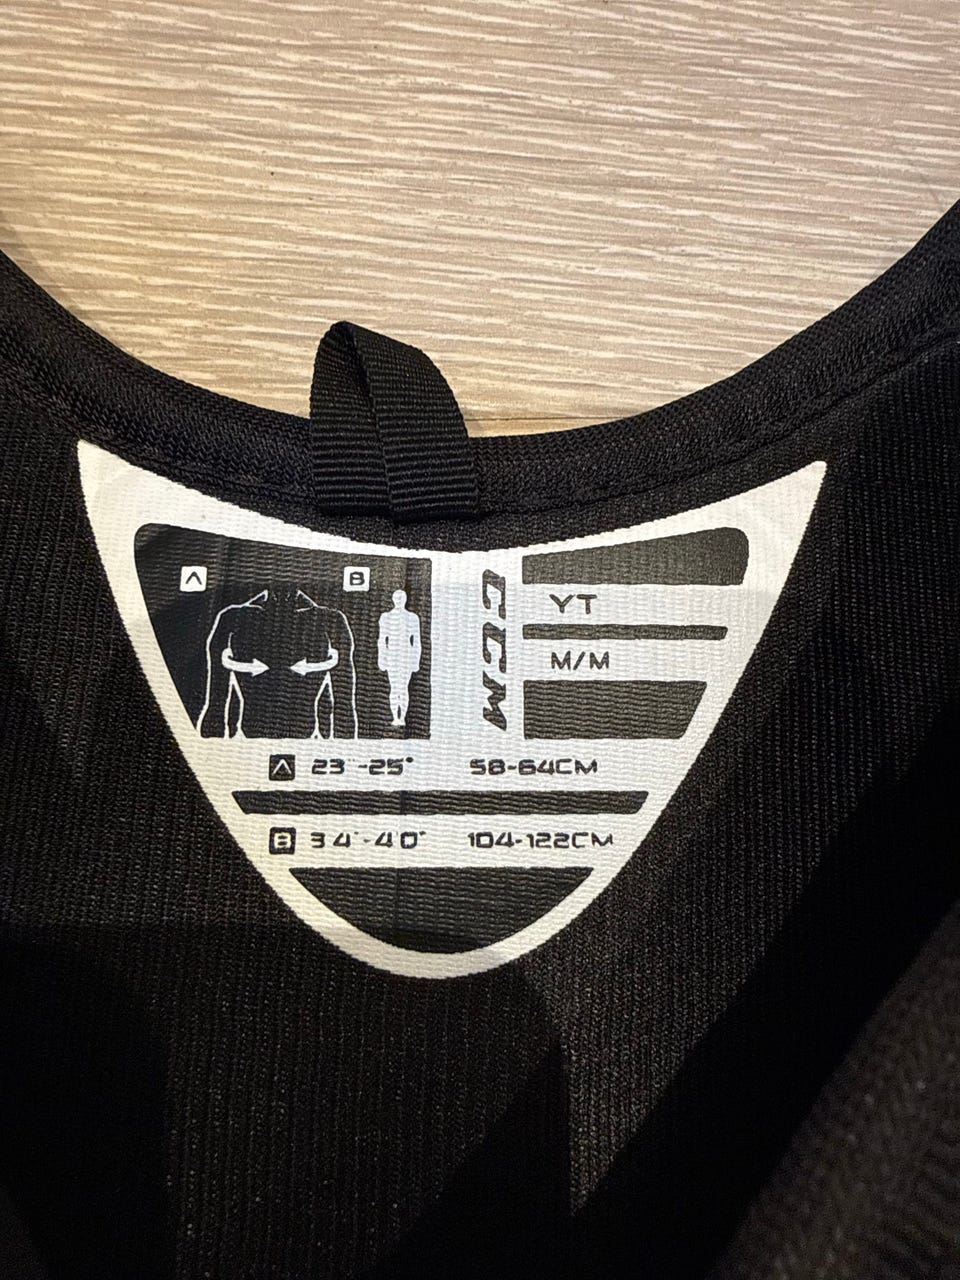 A B
CCM
YT
M/M
A 23"-25" 58-64CM
B 3'4"-4'0" 104-122CM